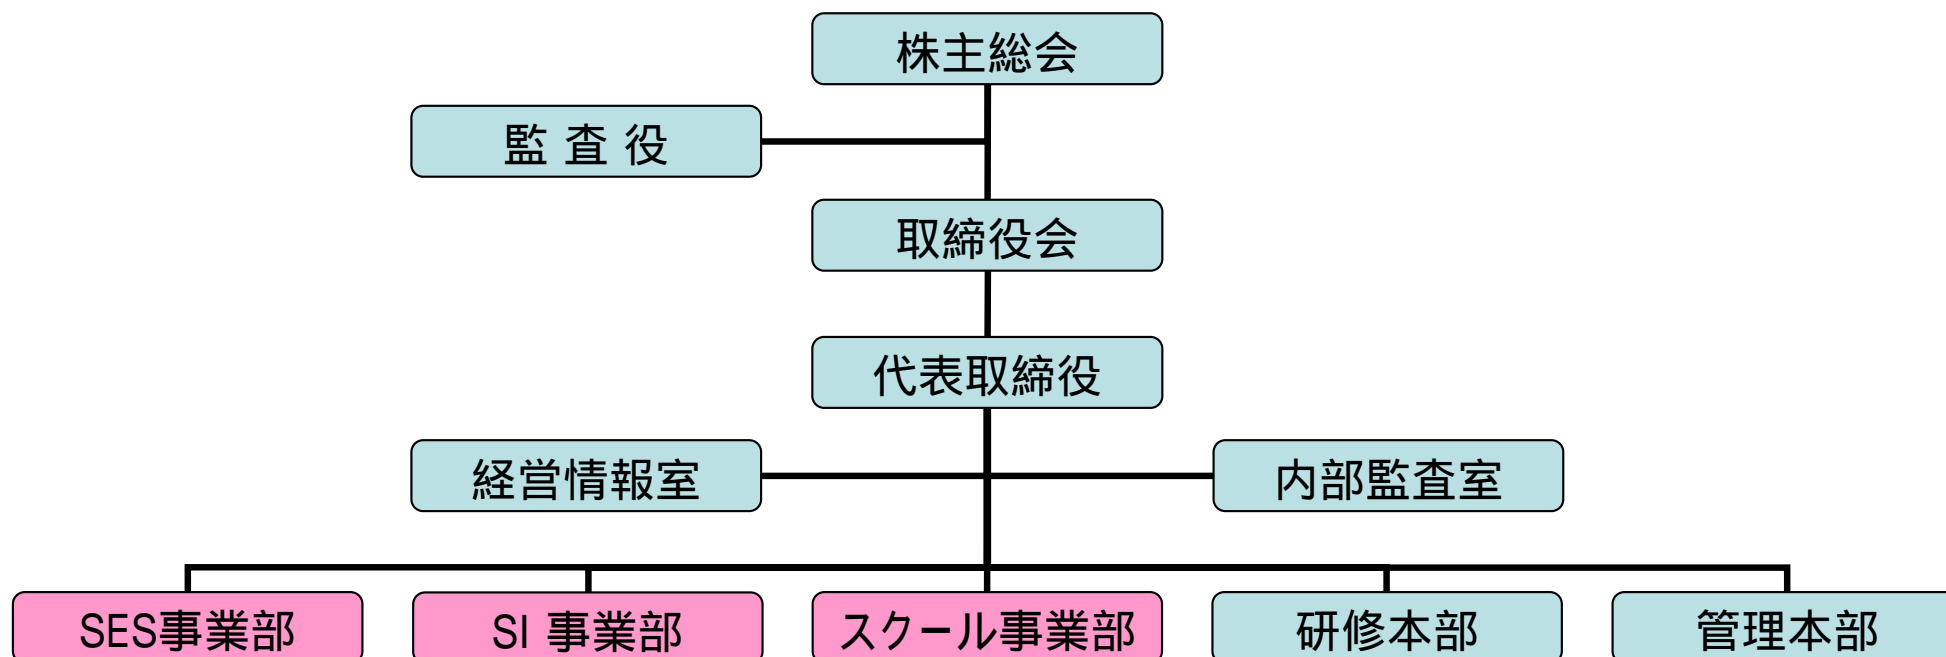 株主総会
監 査 役
取締役会
代表取締役
経営情報室
内部監査室
SES事業部
SI 事業部
スクール事業部
研修本部
管理本部